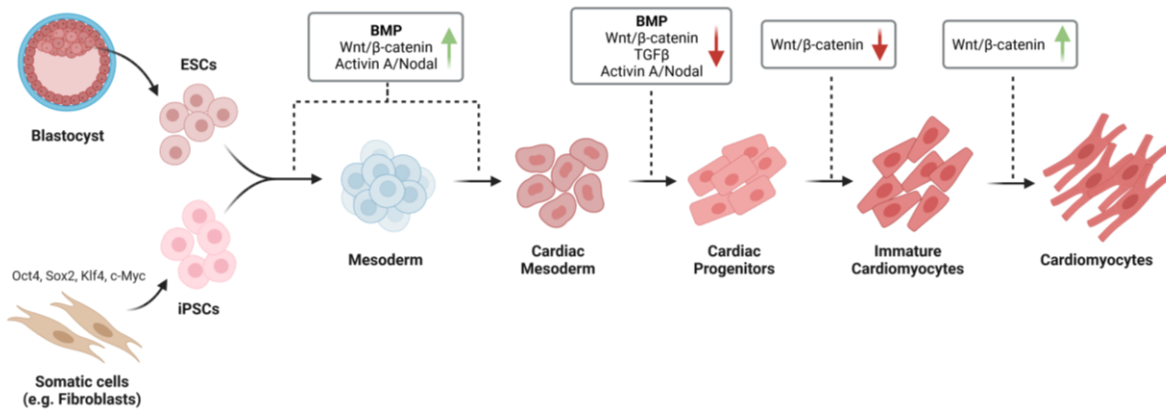 Blastocyst
ESCs
Oct4, Sox2, Klf4, c-Myc
iPSCs
Somatic cells
(e.g. Fibroblasts)
BMP
Wnt/β-catenin
Activin A/Nodal
Mesoderm
Cardiac
Mesoderm
BMP
Wnt/β-catenin
TGFβ
Activin A/Nodal
Cardiac
Progenitors
Wnt/β-catenin
Immature
Cardiomyocytes
Wnt/β-catenin
Cardiomyocytes